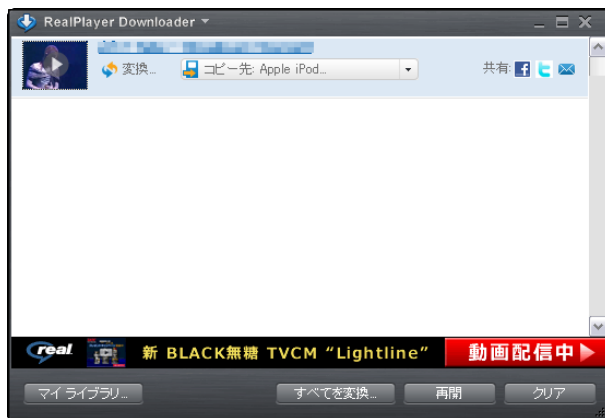 RealPlayer Downloader
変換...
コピー先: Apple iPod...
共有:
real
新 BLACK無糖 TVCM “Lightline”
動画配信中
マイ ライブラリ...
すべてを変換...
再開
クリア